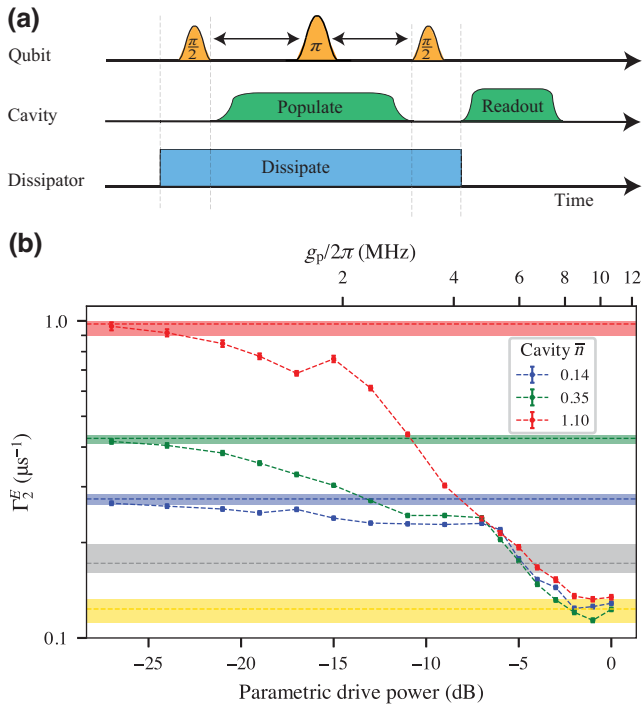 (a)
Qubit
π/2
π
π/2
Cavity
Populate
Readout
Dissipator
Dissipate
Time
(b)
g_p/2π (MHz)
2 4 6 8 10 12
1.0
Cavity n̅
0.14
0.35
1.10
Γ₂ᴱ (μs⁻¹)
0.1
−25 −20 −15 −10 −5 0
Parametric drive power (dB)